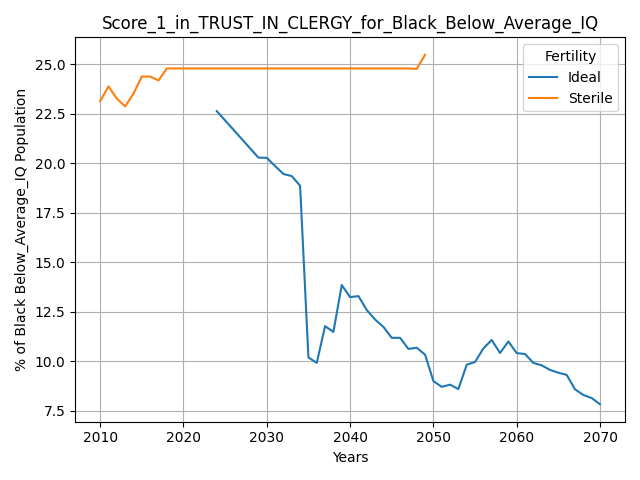 Score_1_in_TRUST_IN_CLERGY_for_Black_Below_Average_IQ
% of Black Below_Average_IQ Population
25.0
22.5
20.0
17.5
15.0
12.5
10.0
7.5
Fertility
Ideal
Sterile
2010 2020 2030 2040 2050 2060 2070
Years